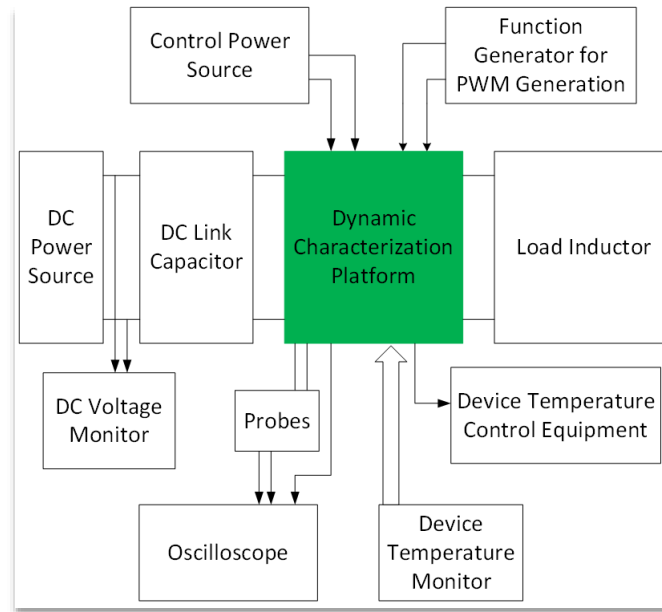 Control Power
Source
Function
Generator for
PWM Generation
DC
Power
Source
DC Link
Capacitor
Dynamic
Characterization
Platform
Load Inductor
DC Voltage
Monitor
Probes
Device Temperature
Control Equipment
Oscilloscope
Device
Temperature
Monitor